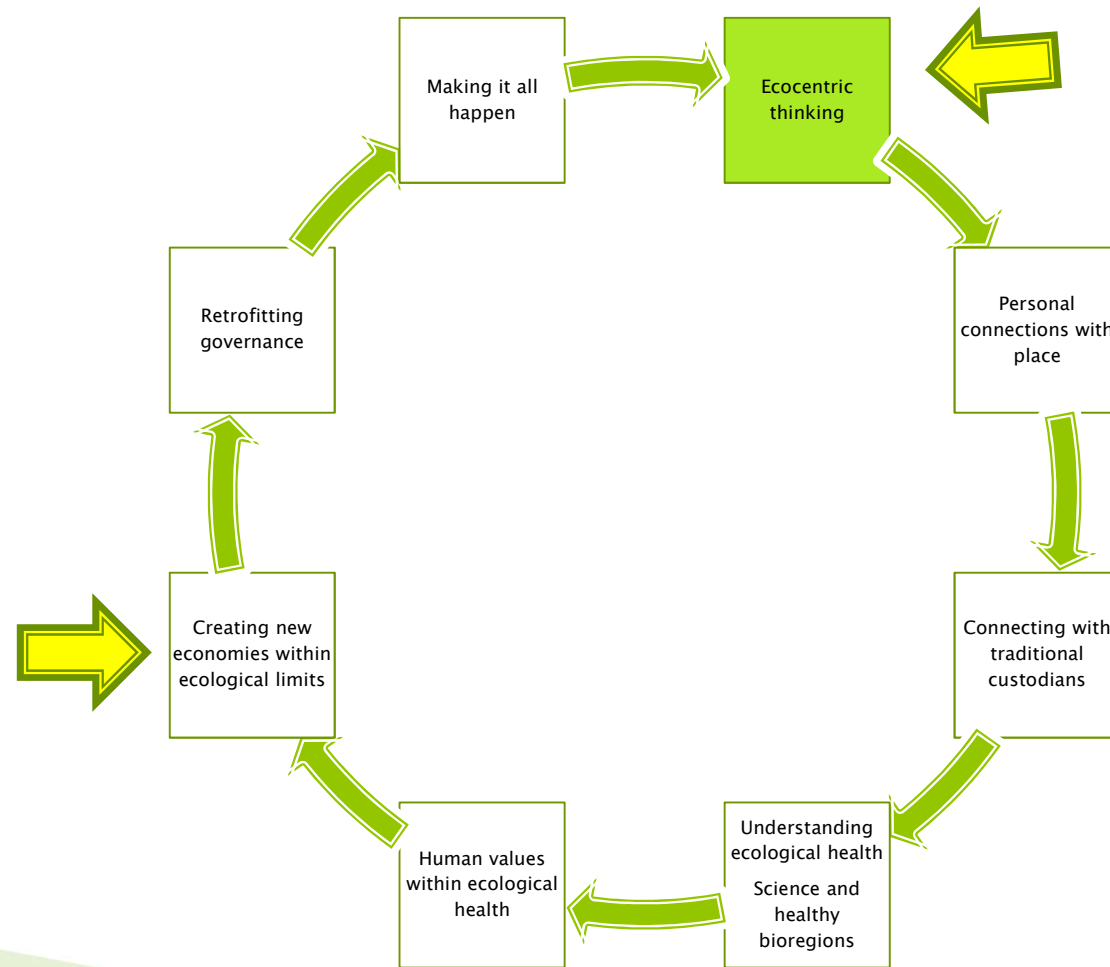 Making it all
happen
Ecocentric
thinking
Personal
connections with
place
Connecting with
traditional
custodians
Understanding
ecological health
Science and
healthy
bioregions
Human values
within ecological
health
Creating new
economies within
ecological limits
Retrofitting
governance